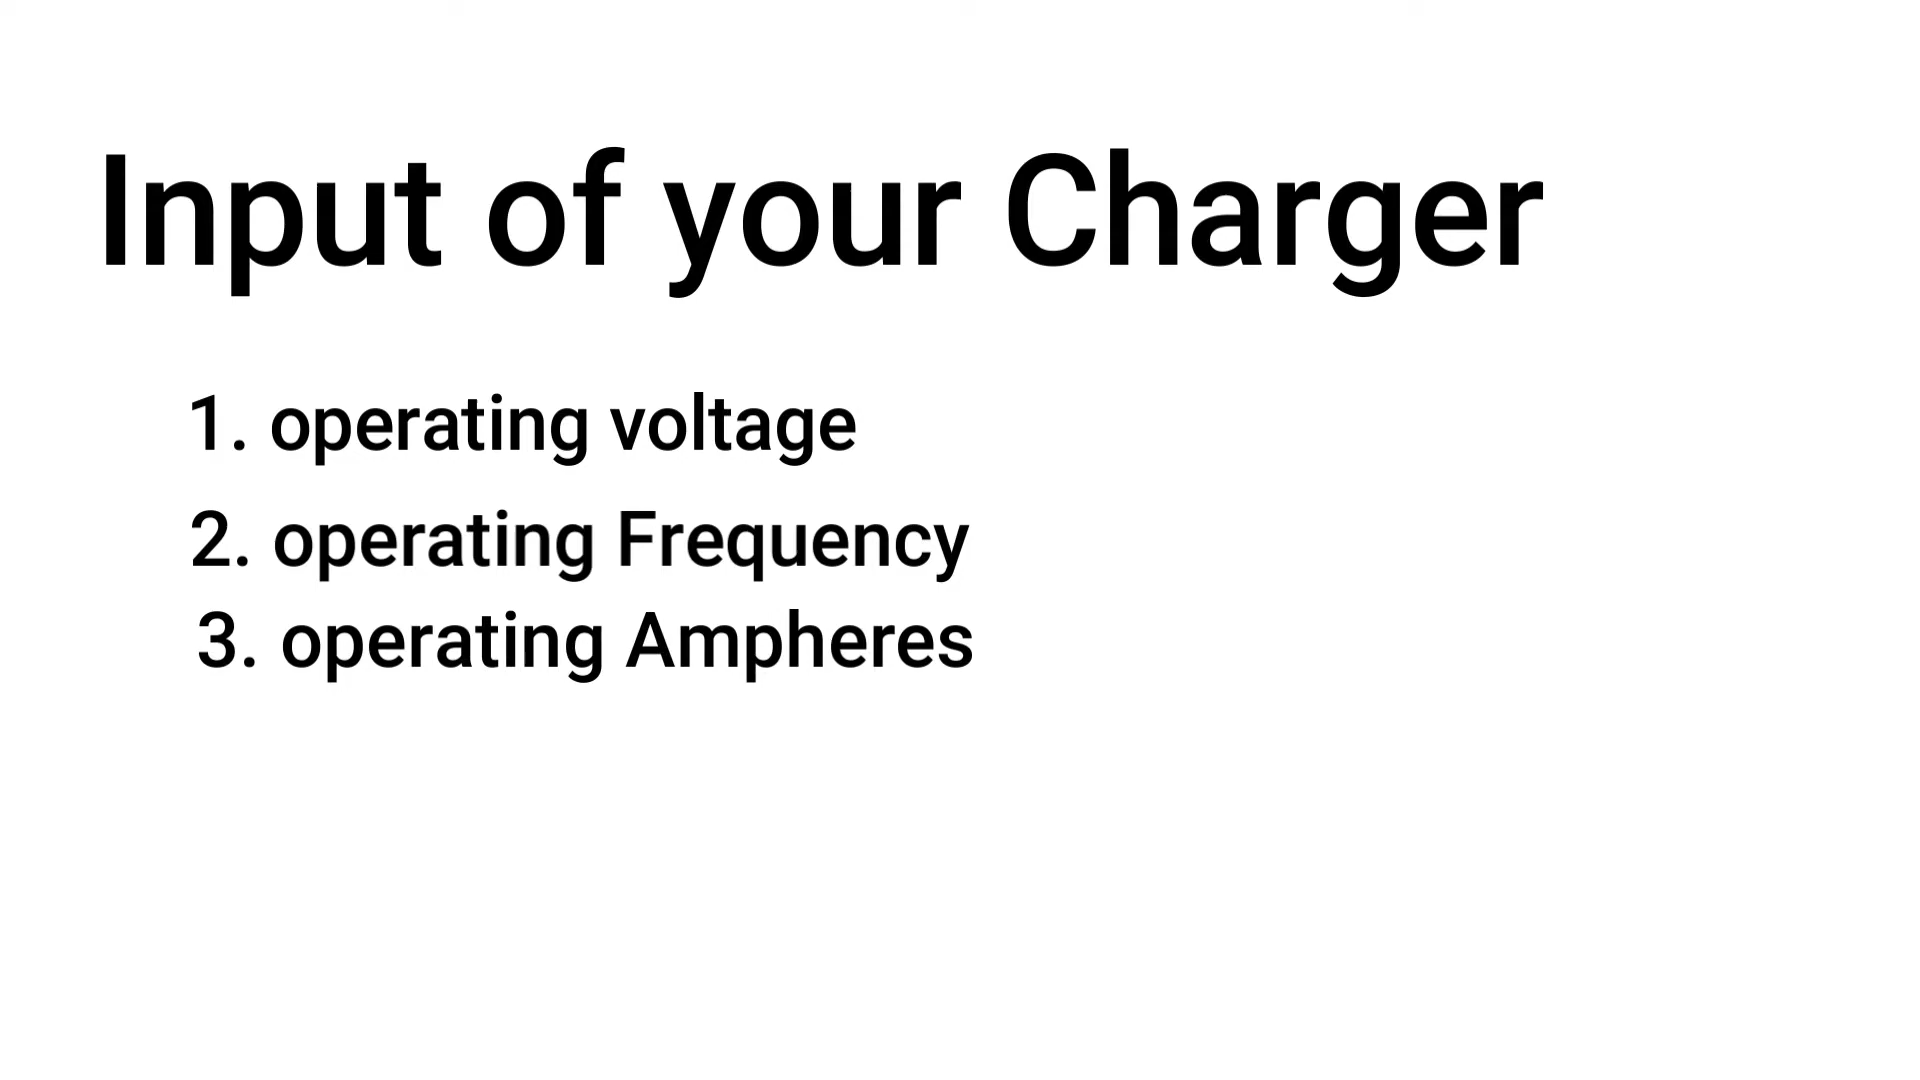 Input of your Charger
1. operating voltage
2. operating Frequency
3. operating Ampheres